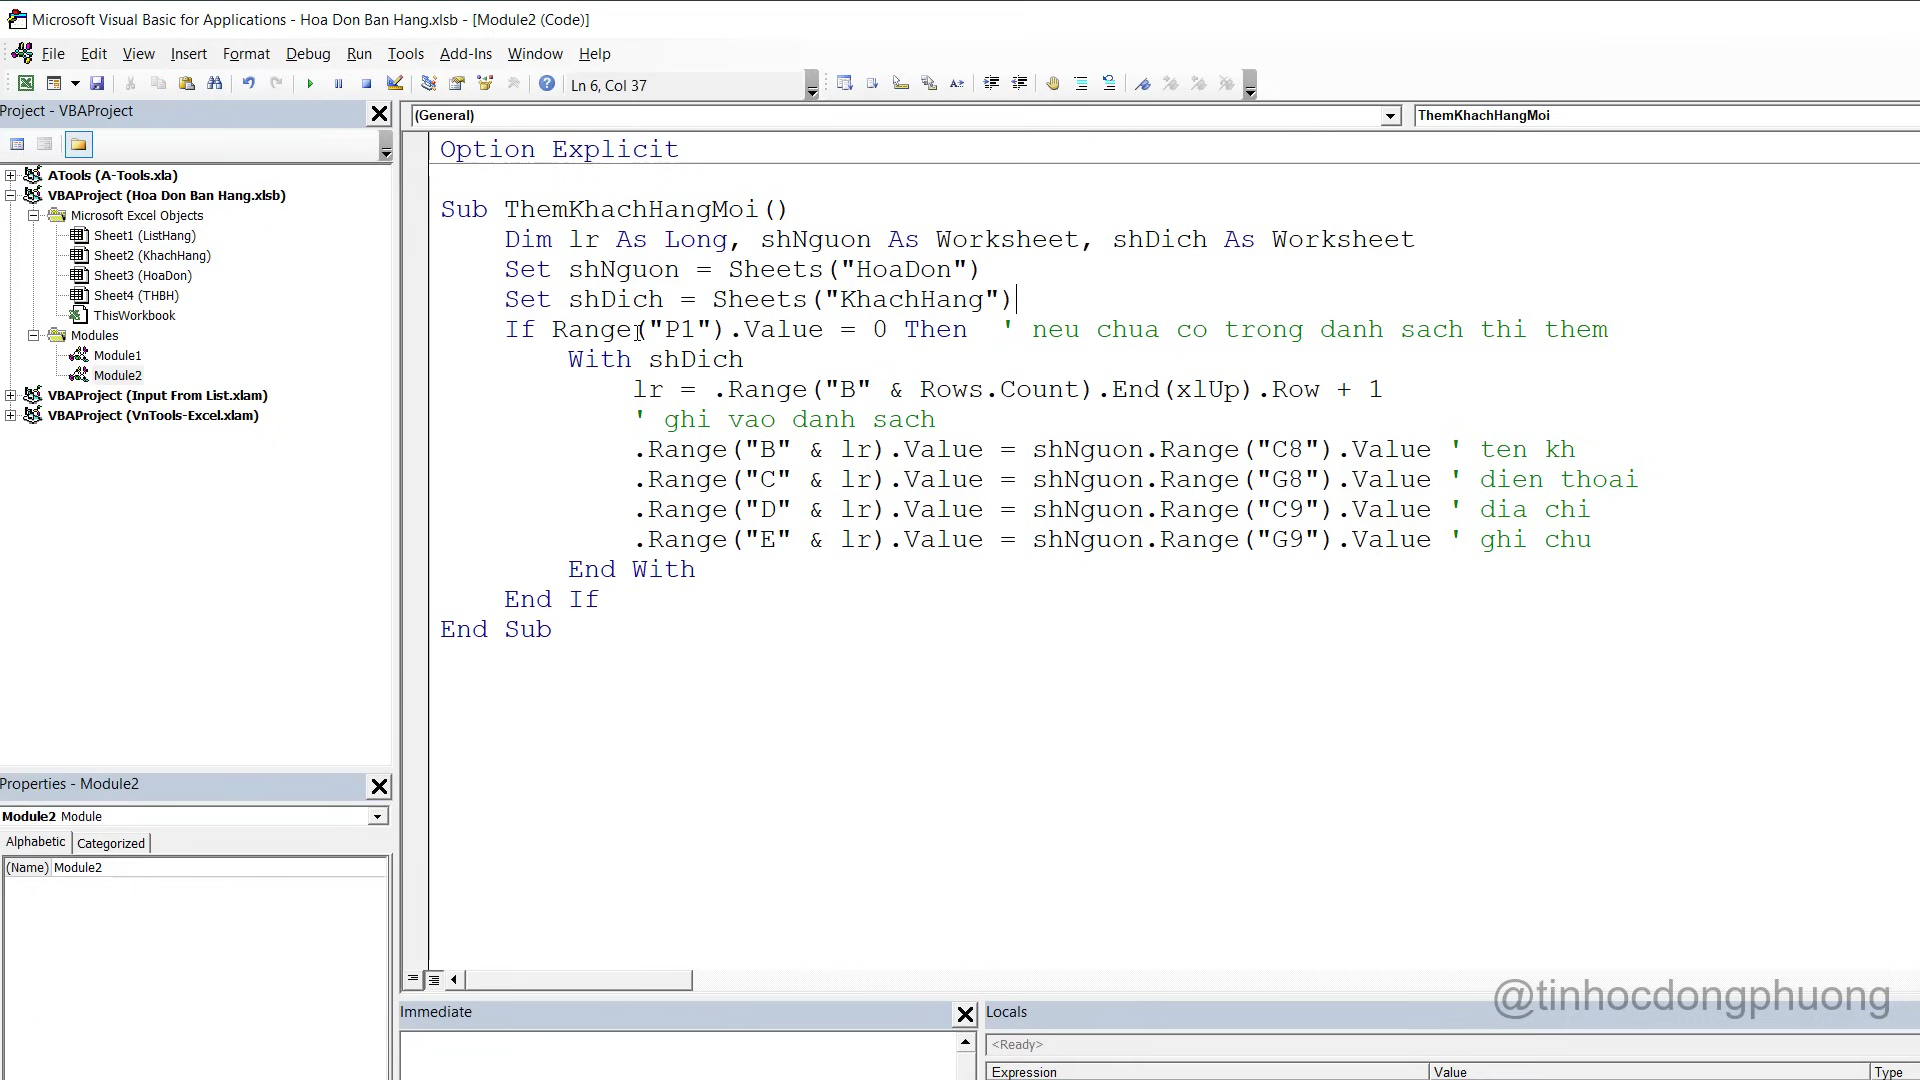 Microsoft Visual Basic for Applications - Hoa Don Ban Hang.xlsb - [Module2 (Code)]
File Edit View Insert Format Debug Run Tools Add-Ins Window Help
Ln 6, Col 37
Project - VBAProject
(General)
ThemKhachHangMoi
ATools (A-Tools.xla)
VBAProject (Hoa Don Ban Hang.xlsb)
Microsoft Excel Objects
Sheet1 (ListHang)
Sheet2 (KhachHang)
Sheet3 (HoaDon)
Sheet4 (THBH)
ThisWorkbook
Modules
Module1
Module2
VBAProject (Input From List.xlam)
VBAProject (VnTools-Excel.xlam)
Option Explicit
Sub ThemKhachHangMoi()
Dim lr As Long, shNguon As Worksheet, shDich As Worksheet
Set shNguon = Sheets("HoaDon")
Set shDich = Sheets("KhachHang")
If Range("P1").Value = 0 Then ' neu chua co trong danh sach thi them
With shDich
lr = .Range("B" & Rows.Count).End(xlUp).Row + 1
' ghi vao danh sach
.Range("B" & lr).Value = shNguon.Range("C8").Value ' ten kh
.Range("C" & lr).Value = shNguon.Range("G8").Value ' dien thoai
.Range("D" & lr).Value = shNguon.Range("C9").Value ' dia chi
.Range("E" & lr).Value = shNguon.Range("G9").Value ' ghi chu
End With
End If
End Sub
Properties - Module2
Module2 Module
Alphabetic Categorized
(Name) Module2
@tinhocdongphuong
Immediate
Locals
<Ready>
Expression Value Type